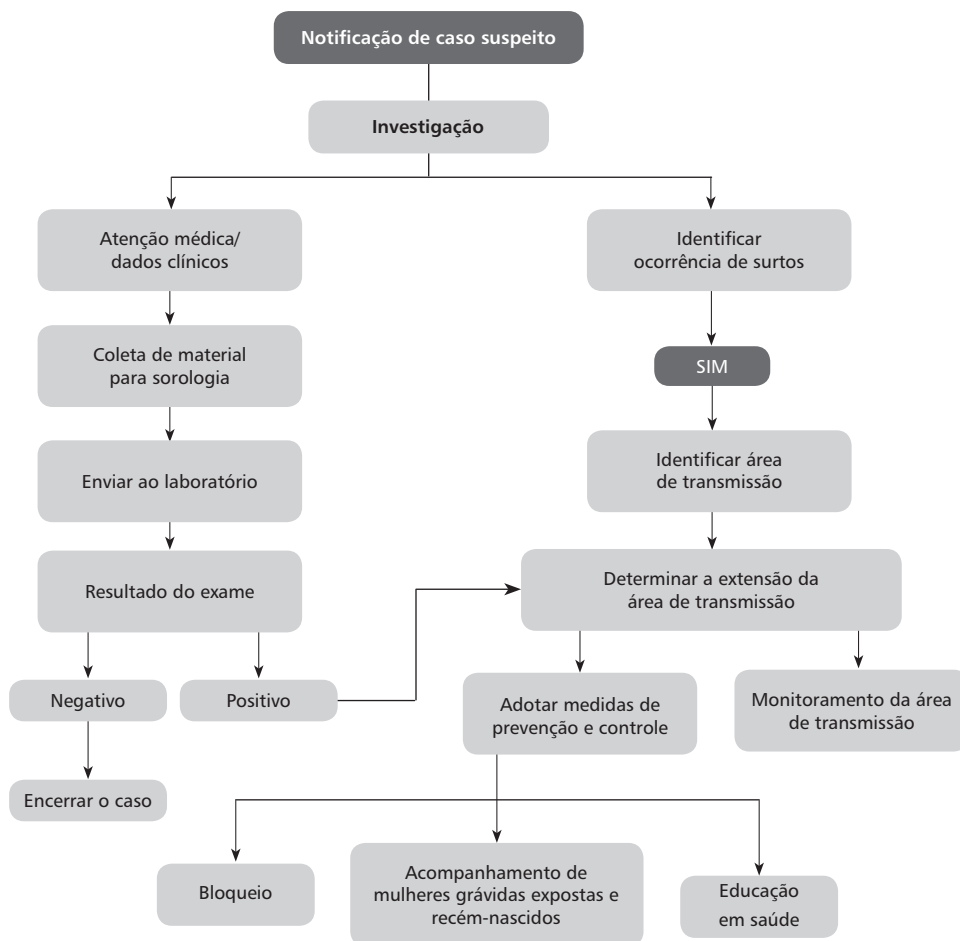 Notificação de caso suspeito
Investigação
Atenção médica/
dados clínicos
Identificar
ocorrência de surtos
Coleta de material
para sorologia
SIM
Enviar ao laboratório
Identificar área
de transmissão
Resultado do exame
Determinar a extensão da
área de transmissão
Negativo
Positivo
Adotar medidas de
prevenção e controle
Monitoramento da área
de transmissão
Encerrar o caso
Bloqueio
Acompanhamento de
mulheres grávidas expostas e
recém-nascidos
Educação
em saúde